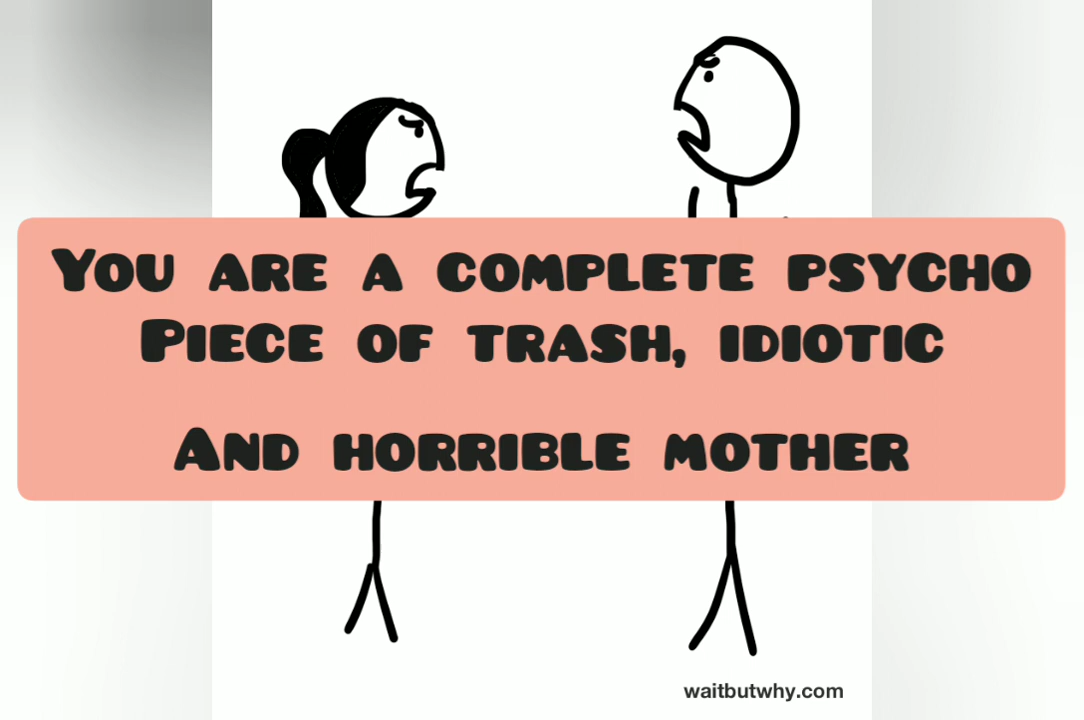 You are a complete psycho
Piece of trash, idiotic
And horrible mother
waitbutwhy.com